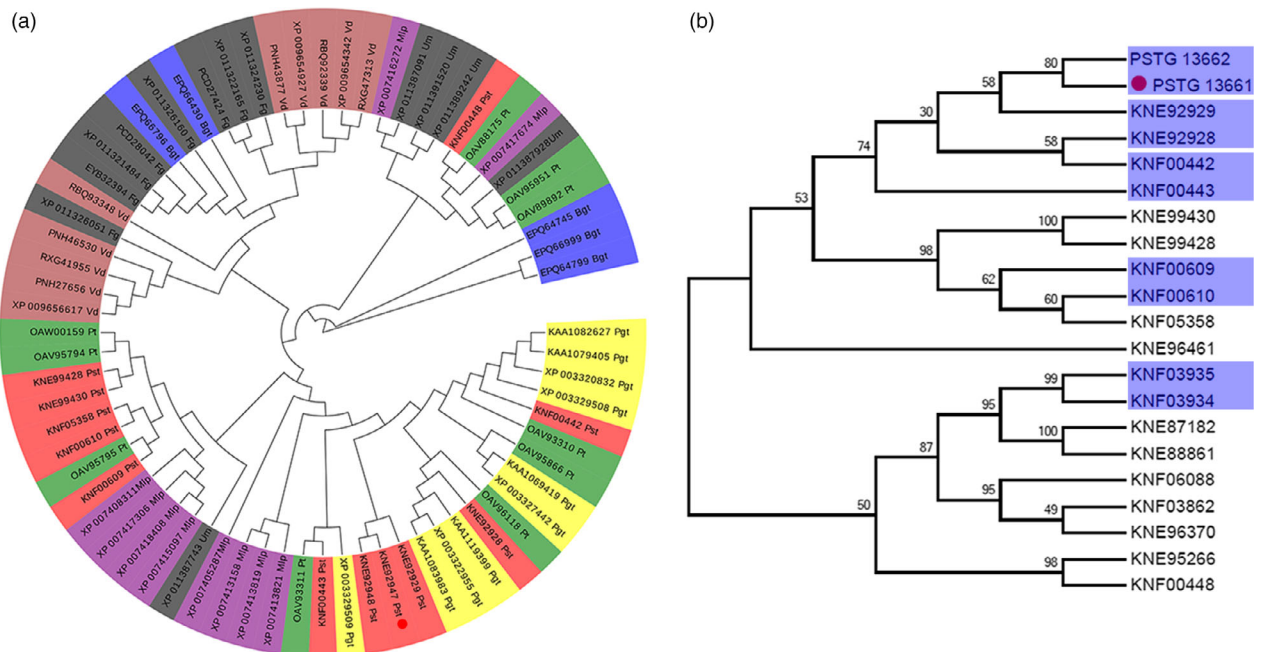 (a)
XP 011324230 Fg
XP 011322165 Fg
PCD27424 Fg
EPQ66430 Bgt
XP 011326160 Fg
EPQ66796 Bgt
PCD28042 Fg
XP 011321484 Fg
EYB32394 Fg
RBQ93348 Vd
XP 011326051 Fg
PNH46530 Vd
RXG41955 Vd
PNH27656 Vd
XP 009656617 Vd
OAW00159 Pt
OAV95794 Pt
KNE99428 Pst
KNE99430 Pst
KNF05358 Pst
KNF00610 Pst
OAV95795 Pt
KNF00609 Pst
XP 007408311Mlp
XP 007417306 Mlp
XP 007418408 Mlp
XP 007415097 Mlp
XP 011387743 Um
XP 007405287Mlp
XP 007413158 Mlp
XP 007413819 Mlp
XP 007413821 Mlp
OAV93311 Pt
KNF00443 Pst
XP 003329509 Pgt
KNE92948 Pst
KNE92947 Pst
KNE92929 Pst
KAA1083983 Pgt
XP 003322955 Pgt
KAA1119399 Pgt
KNE92928 Pst
OAV96118 Pt
XP 003327442 Pgt
KAA1069419 Pgt
OAV95866 Pt
OAV93310 Pt
KNF00442 Pst
XP 003329508 Pgt
XP 003320832 Pgt
KAA1079405 Pgt
KAA1082627 Pgt
EPQ64799 Bgt
EPQ66999 Bgt
EPQ64745 Bgt
OAV89892 Pt
OAV95951 Pt
XP 011387928Um
XP 007417674 Mlp
OAV88175 Pt
KNF00448 Pst
XP 011389242 Um
XP 011391520 Um
XP 011387091 Um
XP 007416272 Mlp
RXG47313 Vd
XP 009654342 Vd
RBQ92339 Vd
XP 009654927 Vd
PNH43877 Vd
(b)
80 PSTG 13662
58 PSTG 13661
30 KNE92929
KNE92928
74 58 KNF00442
53 KNF00443
100 KNE99430
98 KNE99428
62 KNF00609
60 KNF00610
KNF05358
KNE96461
99 KNF03935
95 KNF03934
87 100 KNE87182
KNE88861
95 KNF06088
50 49 KNF03862
KNE96370
98 KNE95266
KNF00448